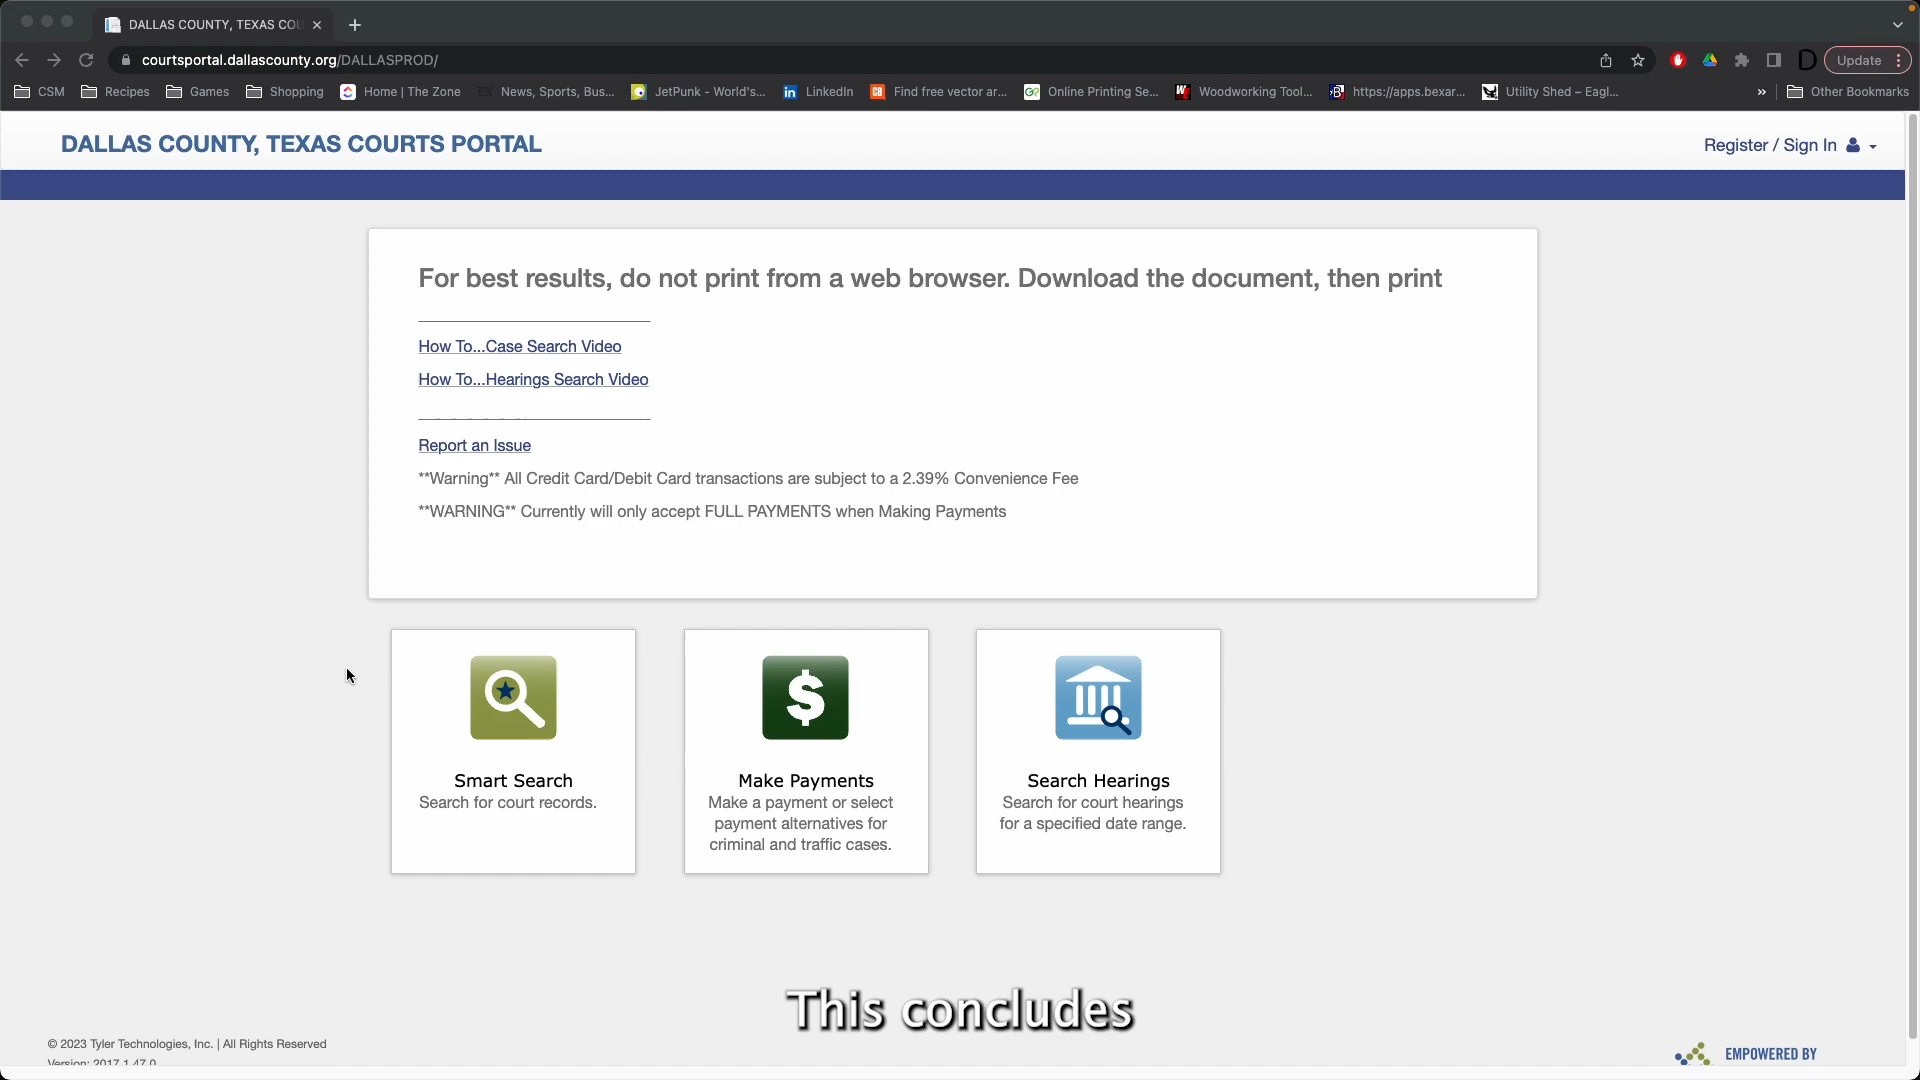 DALLAS COUNTY, TEXAS COU
courtsportal.dallascounty.org/DALLASPROD/
Update
CSM
Recipes
Games
Shopping
Home | The Zone
News, Sports, Bus...
JetPunk - World's...
LinkedIn
Find free vector ar...
Online Printing Se...
Woodworking Tool...
https://apps.bexar...
Utility Shed – Eagl...
»
Other Bookmarks
DALLAS COUNTY, TEXAS COURTS PORTAL
Register / Sign In
For best results, do not print from a web browser. Download the document, then print
How To...Case Search Video
How To...Hearings Search Video
Report an Issue
**Warning** All Credit Card/Debit Card transactions are subject to a 2.39% Convenience Fee
**WARNING** Currently will only accept FULL PAYMENTS when Making Payments
Smart Search
Search for court records.
Make Payments
Make a payment or select
payment alternatives for
criminal and traffic cases.
Search Hearings
Search for court hearings
for a specified date range.
This concludes
© 2023 Tyler Technologies, Inc. | All Rights Reserved
Version: 2017.1.47.0
EMPOWERED BY